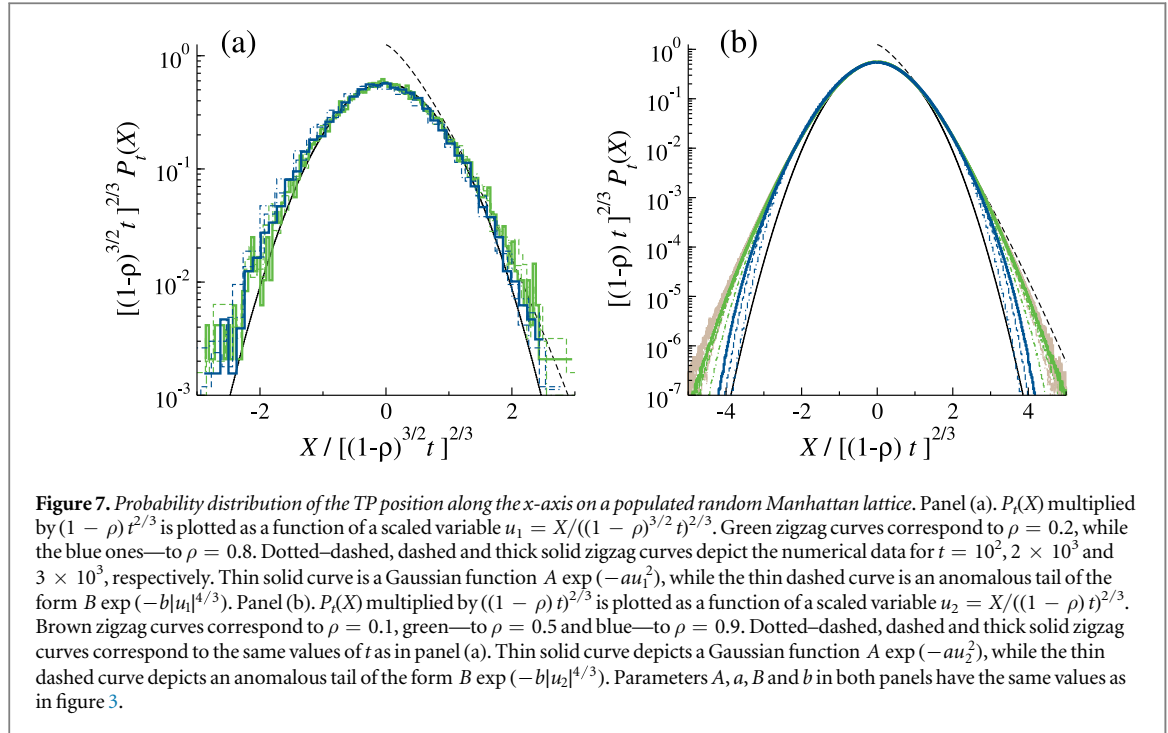 (a)
(b)
10^0
10^-1
10^-2
10^-3
[(1-ρ)^3/2 t ]^2/3 P_t(X)
-2
0
2
X / [(1-ρ)^3/2 t ]^2/3
10^0
10^-1
10^-2
10^-3
10^-4
10^-5
10^-6
10^-7
[(1-ρ) t ]^2/3 P_t(X)
-4
-2
0
2
4
X / [(1-ρ) t ]^2/3
Figure 7. Probability distribution of the TP position along the x-axis on a populated random Manhattan lattice. Panel (a). P_t(X) multiplied
by (1 − ρ) t^2/3 is plotted as a function of a scaled variable u_1 = X/((1 − ρ)^3/2 t)^2/3. Green zigzag curves correspond to ρ = 0.2, while
the blue ones—to ρ = 0.8. Dotted–dashed, dashed and thick solid zigzag curves depict the numerical data for t = 10^2, 2 × 10^3 and
3 × 10^3, respectively. Thin solid curve is a Gaussian function A exp (−au_1^2), while the thin dashed curve is an anomalous tail of the
form B exp (−b|u_1|^4/3). Panel (b). P_t(X) multiplied by ((1 − ρ) t)^2/3 is plotted as a function of a scaled variable u_2 = X/((1 − ρ) t)^2/3.
Brown zigzag curves correspond to ρ = 0.1, green—to ρ = 0.5 and blue—to ρ = 0.9. Dotted–dashed, dashed and thick solid zigzag
curves correspond to the same values of t as in panel (a). Thin solid curve depicts a Gaussian function A exp (−au_2^2), while the thin
dashed curve depicts an anomalous tail of the form B exp (−b|u_2|^4/3). Parameters A, a, B and b in both panels have the same values as
in figure 3.